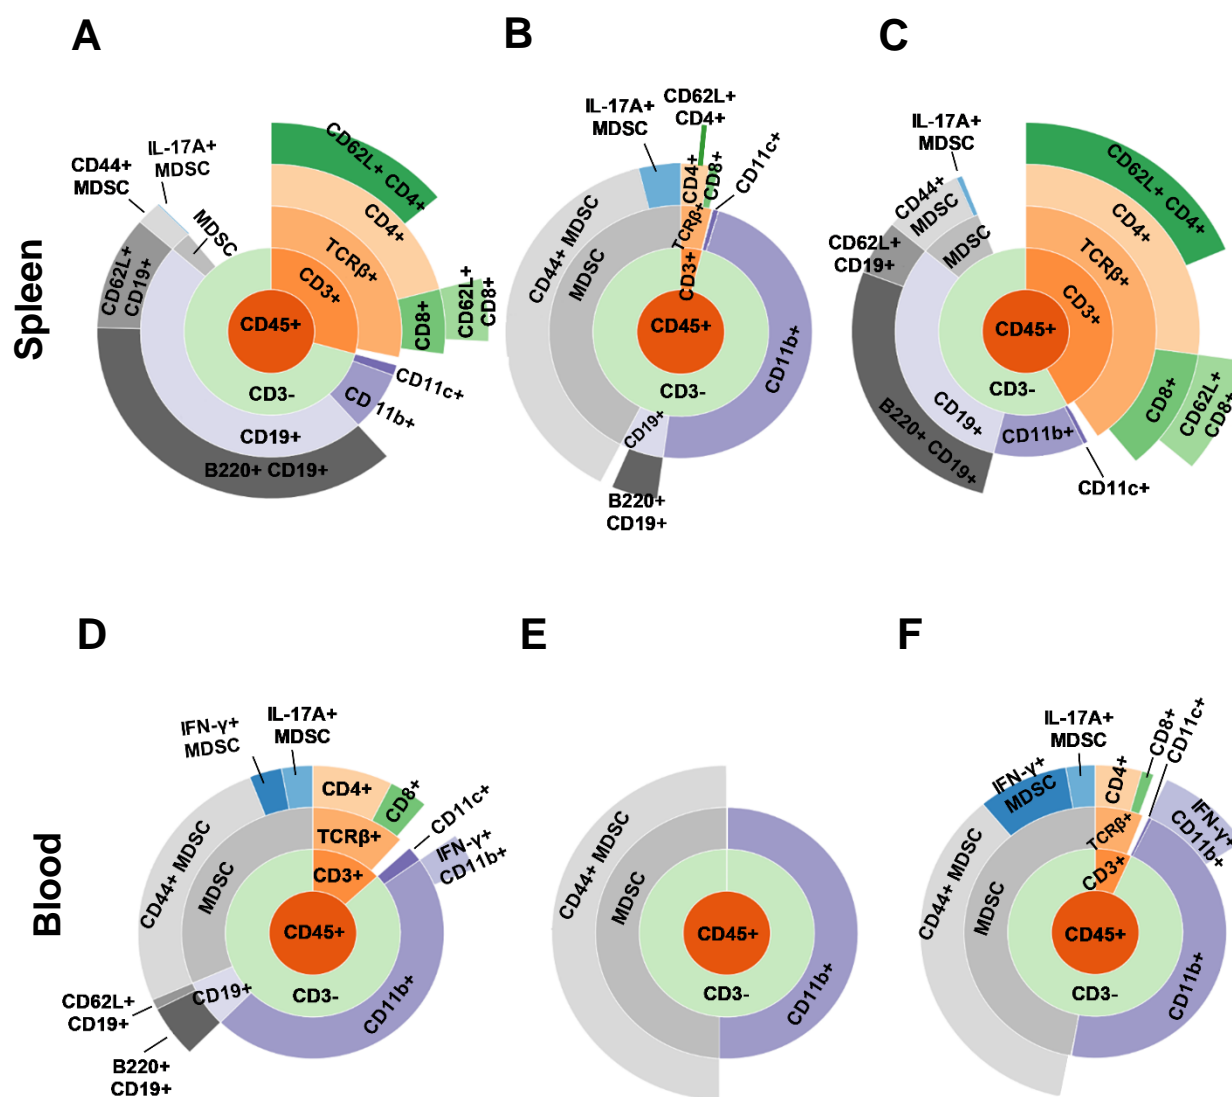 A
B
C
Spleen
CD44+
MDSC
IL-17A+
MDSC
MDSC
CD62L+ CD4+
CD4+
TCRβ+
CD3+
CD45+
CD62L+
CD19+
CD8+
CD62L+
CD8+
CD11c+
CD 11b+
CD3-
CD19+
B220+ CD19+
IL-17A+
MDSC
CD62L+
CD4+
CD4+
CD8+
CD11c+
TCRβ+
CD3+
CD44+ MDSC
MDSC
CD45+
CD11b+
CD3-
CD19+
B220+
CD19+
IL-17A+
MDSC
CD44+
MDSC
MDSC
CD62L+
CD19+
CD62L+ CD4+
CD4+
TCRβ+
CD3+
CD45+
CD3-
CD19+
B220+ CD19+
CD11b+
CD11c+
CD8+
CD62L+
CD8+
D
E
F
Blood
IFN-γ+
MDSC
IL-17A+
MDSC
CD4+
CD8+
TCRβ+
CD3+
CD11c+
IFN-γ+
CD11b+
CD44+ MDSC
MDSC
CD45+
CD3-
CD11b+
CD19+
CD62L+
CD19+
B220+
CD19+
CD44+ MDSC
MDSC
CD45+
CD3-
CD11b+
IL-17A+
MDSC
IFN-γ+
MDSC
CD4+
CD8+
CD11c+
TCRβ+
CD3+
IFN-γ+
CD11b+
CD44+ MDSC
MDSC
CD45+
CD3-
CD11b+